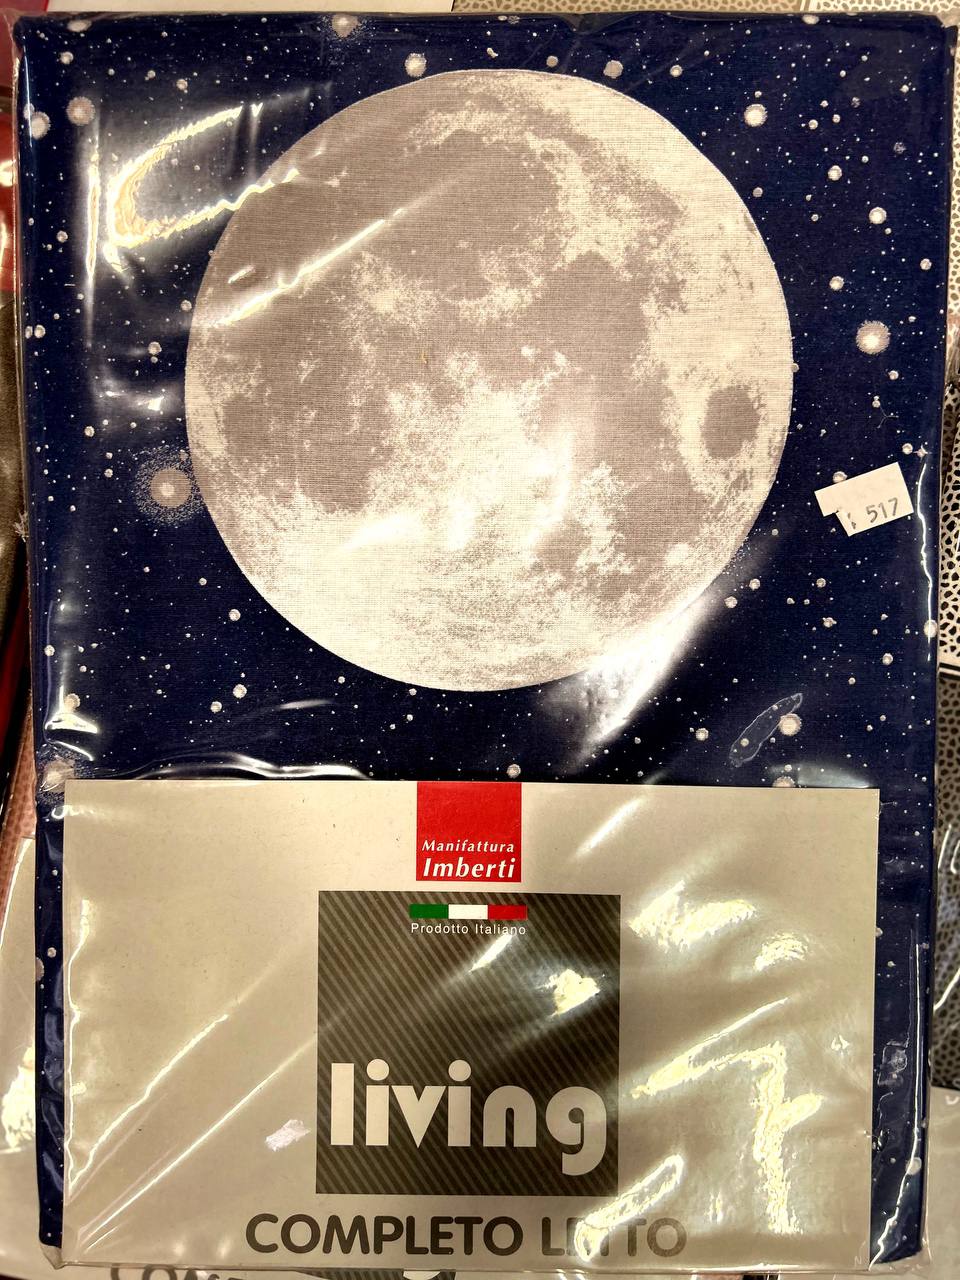 517
Manifattura
Imberti
Prodotto Italiano
living
COMPLETO LETTO